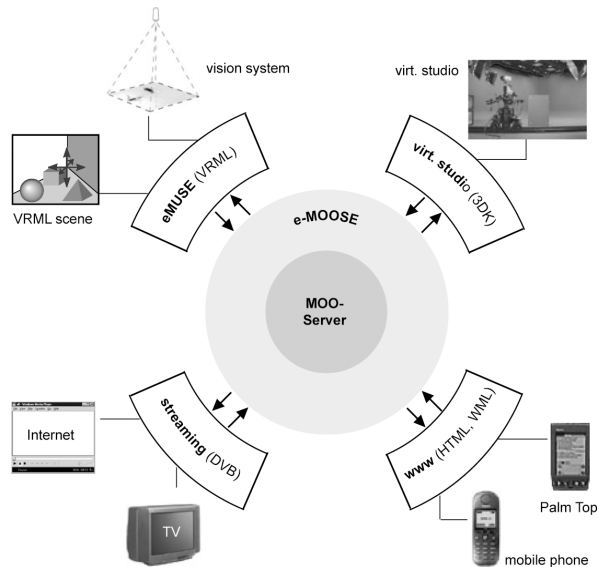 vision system
virt. studio
VRML scene
eMUSE (VRML)
virt. studio (3DK)
e-MOOSE
MOO-
Server
Internet
streaming (DVB)
www (HTML, WML)
TV
Palm Top
mobile phone